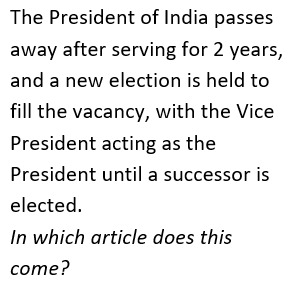 The President of India passes
away after serving for 2 years,
and a new election is held to
fill the vacancy, with the Vice
President acting as the
President until a successor is
elected.
In which article does this
come?